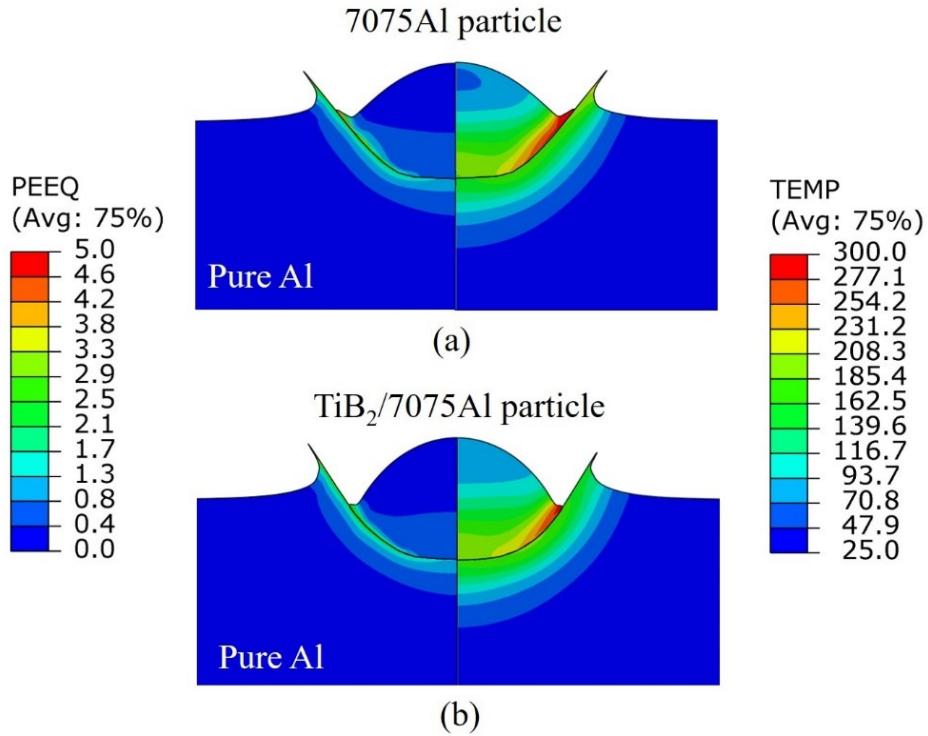 7075Al particle
PEEQ
(Avg: 75%)
5.0
4.6
4.2
3.8
3.3
2.9
2.5
2.1
1.7
1.3
0.8
0.4
0.0
Pure Al
TEMP
(Avg: 75%)
300.0
277.1
254.2
231.2
208.3
185.4
162.5
139.6
116.7
93.7
70.8
47.9
25.0
(a)
TiB₂/7075Al particle
Pure Al
(b)